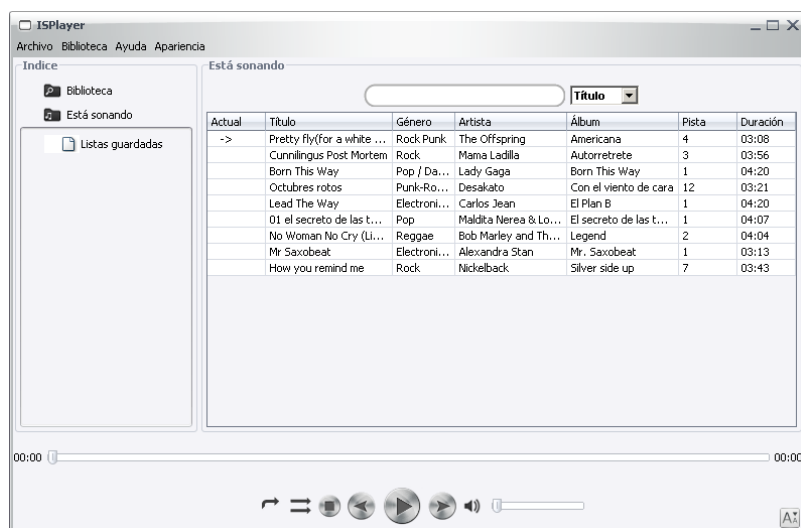 ISPlayer
Archivo Biblioteca Ayuda Apariencia
Indice
Biblioteca
Está sonando
Listas guardadas
Está sonando
Título
Actual Título Género Artista Álbum Pista Duración
-> Pretty fly(for a white ... Rock Punk The Offspring Americana 4 03:08
Cunnilingus Post Mortem Rock Mama Ladilla Autorretrete 3 03:56
Born This Way Pop / Da... Lady Gaga Born This Way 1 04:20
Octubres rotos Punk-Ro... Desakato Con el viento de cara 12 03:21
Lead The Way Electroni... Carlos Jean El Plan B 1 04:20
01 el secreto de las t... Pop Maldita Nerea & Lo... El secreto de las t... 1 04:07
No Woman No Cry (Li... Reggae Bob Marley and Th... Legend 2 04:04
Mr Saxobeat Electroni... Alexandra Stan Mr. Saxobeat 1 03:13
How you remind me Rock Nickelback Silver side up 7 03:43
00:00 00:00